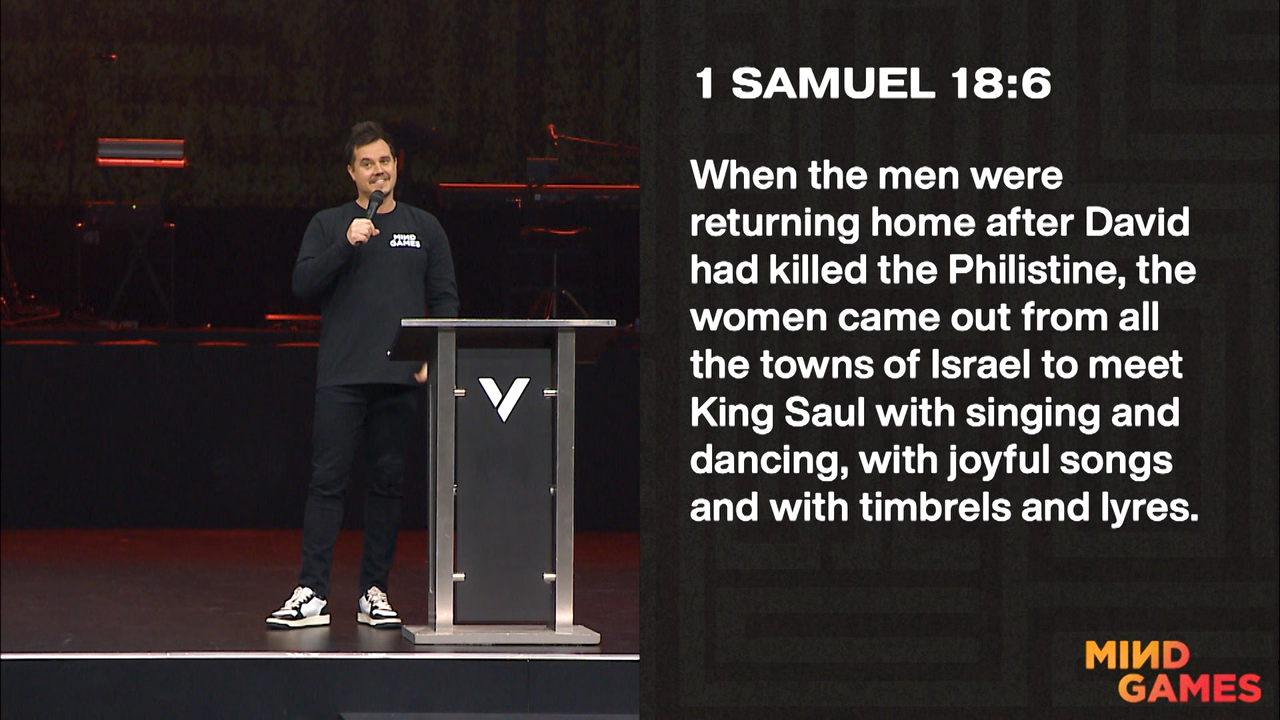 MIND
GAMES
1 SAMUEL 18:6
When the men were
returning home after David
had killed the Philistine, the
women came out from all
the towns of Israel to meet
King Saul with singing and
dancing, with joyful songs
and with timbrels and lyres.
MIND
GAMES